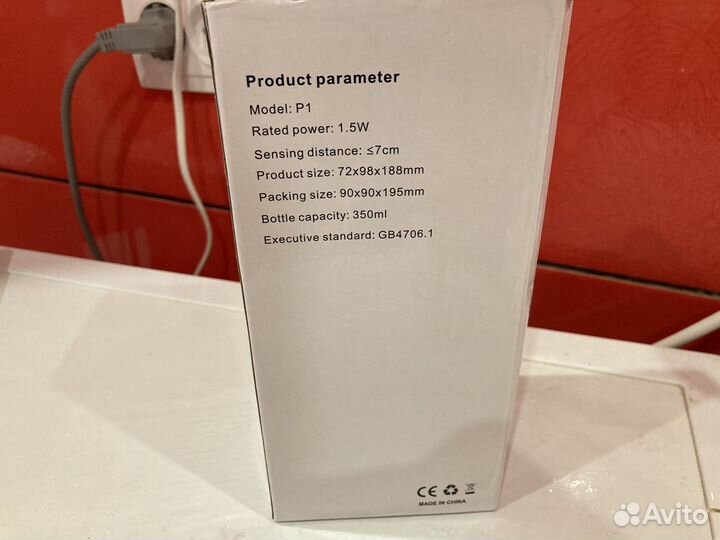 Product parameter
Model: P1
Rated power: 1.5W
Sensing distance: ≤7cm
Product size: 72x98x188mm
Packing size: 90x90x195mm
Bottle capacity: 350ml
Executive standard: GB4706.1
CE
MADE IN CHINA
Avito